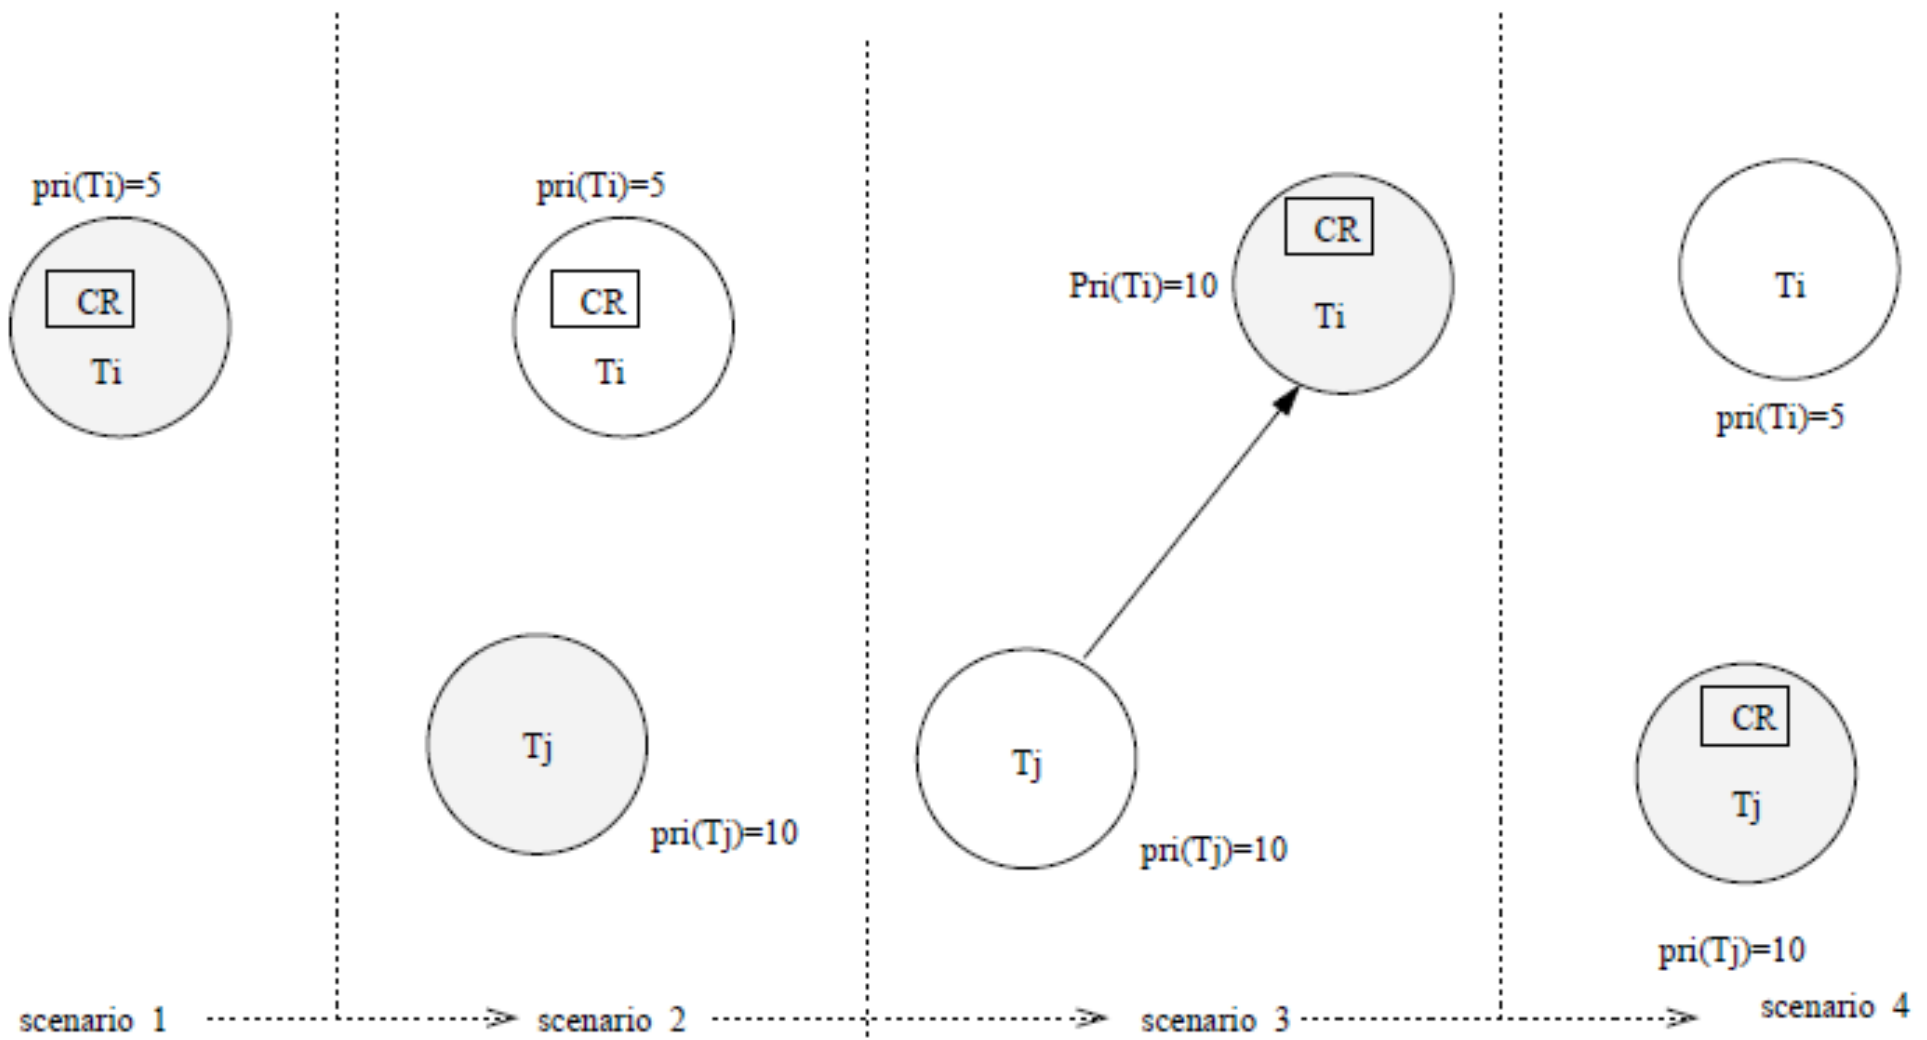 pri(Ti)=5
CR
Ti
scenario 1
pri(Ti)=5
CR
Ti
Tj
pri(Tj)=10
scenario 2
CR
Pri(Ti)=10
Ti
Tj
pri(Tj)=10
scenario 3
Ti
pri(Ti)=5
CR
Tj
pri(Tj)=10
scenario 4